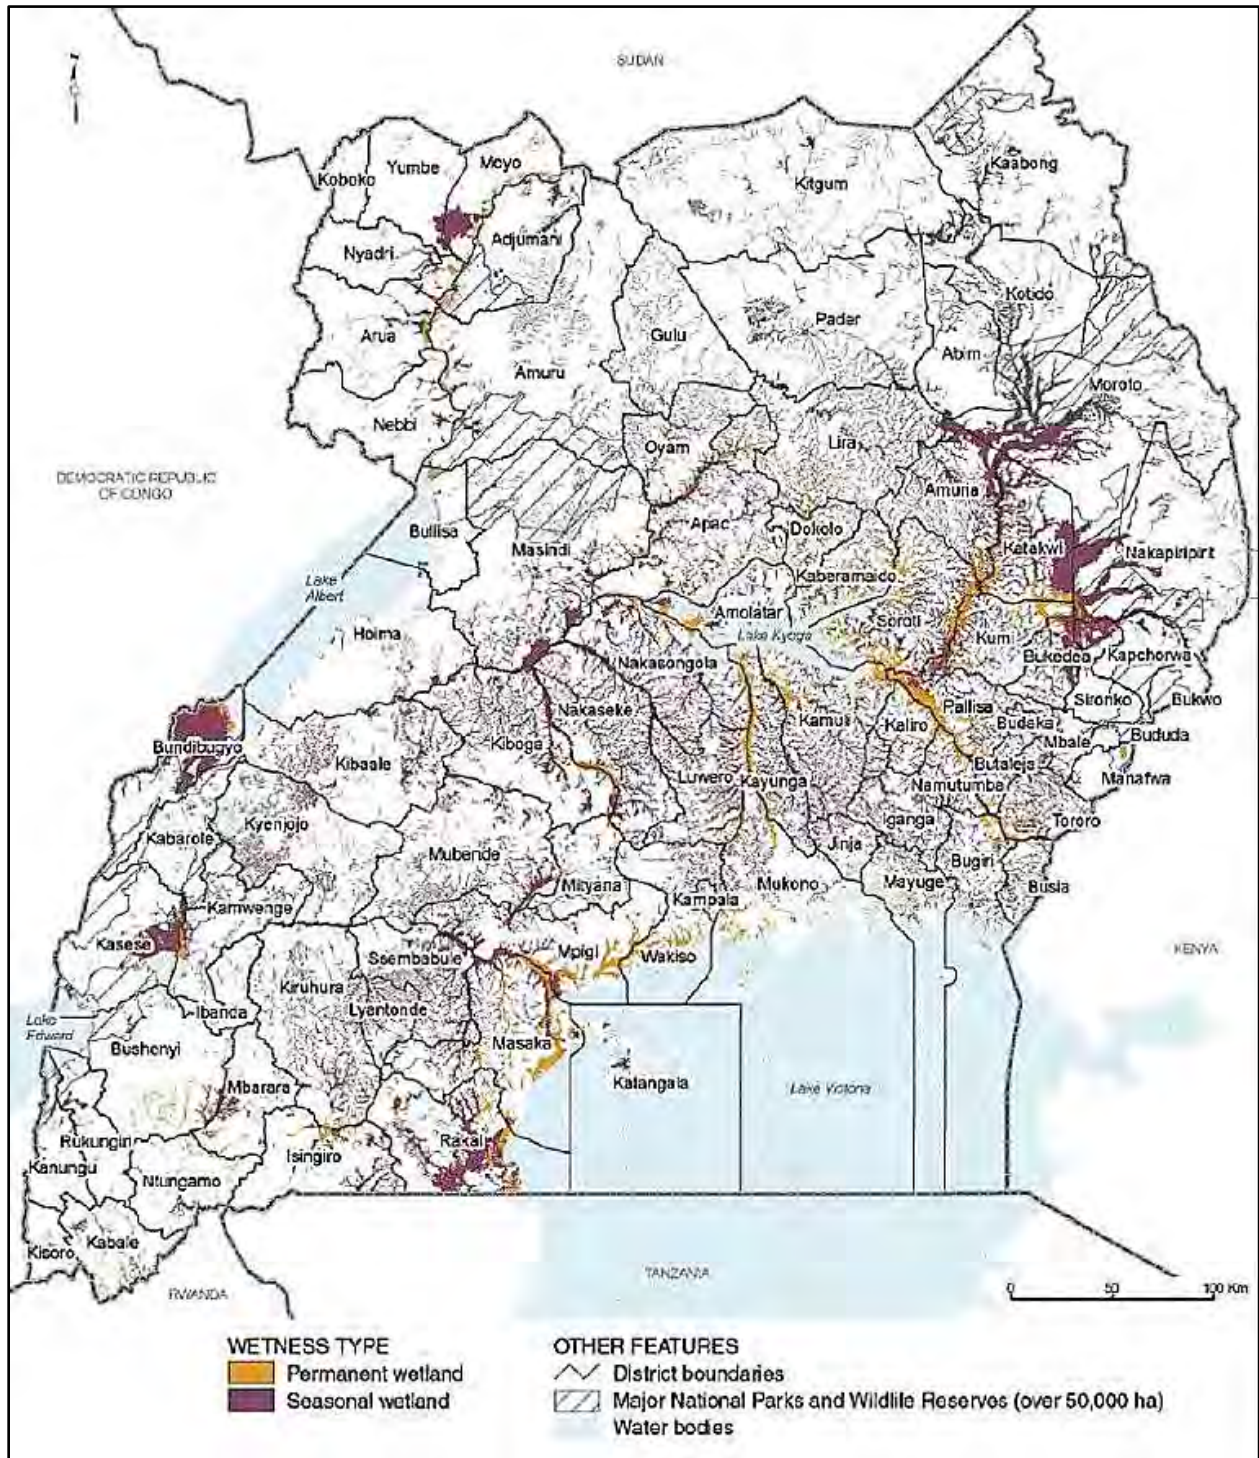 SUDAN
Kaabong
Moyo
Yumbe
Koboko
Kitgum
Adjumani
Nyadri
Kotido
Pader
Gulu
Arua
Abim
Amuru
Moroto
Nebbi
Lira
Oyam
DEMOCRATIC REPUBLIC
OF CONGO
Amuria
Apac
Dokolo
Bullisa
Masindi
Katakwi
Nakapiripirit
Kaberamaido
Lake
Albert
Amolatar
Soroti
Lake Kyoga
Hoima
Kumi
Nakasongola
Bukedea
Kapchorwa
Sironko
Bukwo
Nakaseke
Pallisa
Kamuli
Kaliro
Budaka
Bududa
Kiboga
Mbale
Bundibugyo
Kibaale
Butaleja
Luwero
Kayunga
Manafwa
Namutumba
Kyenjojo
Iganga
Tororo
Kabarole
Jinja
Mubende
Bugiri
Mityana
Mukono
Mayuge
Busia
Kampala
Kamwenge
Kasese
Mpigi
Wakiso
KENYA
Ssembabule
Kiruhura
Ibanda
Lyantonde
Lake
Edward
Bushenyi
Masaka
Kalangala
Mbarara
Lake Victoria
Rukungiri
Rakai
Isingiro
Kanungu
Ntungamo
Kabale
Kisoro
TANZANIA
RWANDA
0 50 100 Km
WETNESS TYPE
Permanent wetland
Seasonal wetland
OTHER FEATURES
District boundaries
Major National Parks and Wildlife Reserves (over 50,000 ha)
Water bodies